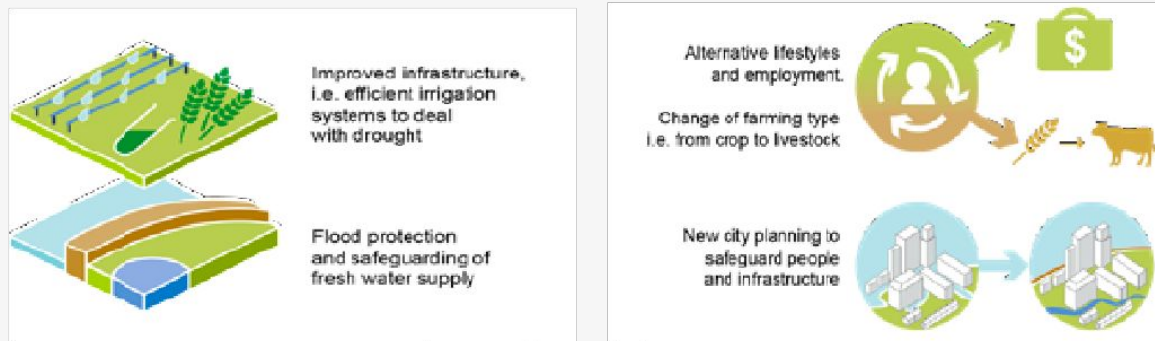 Improved infrastructure,
i.e. efficient irrigation
systems to deal
with drought
Flood protection
and safeguarding of
fresh water supply
Alternative lifestyles
and employment.
$
Change of farming type
i.e. from crop to livestock
New city planning to
safeguard people
and infrastructure